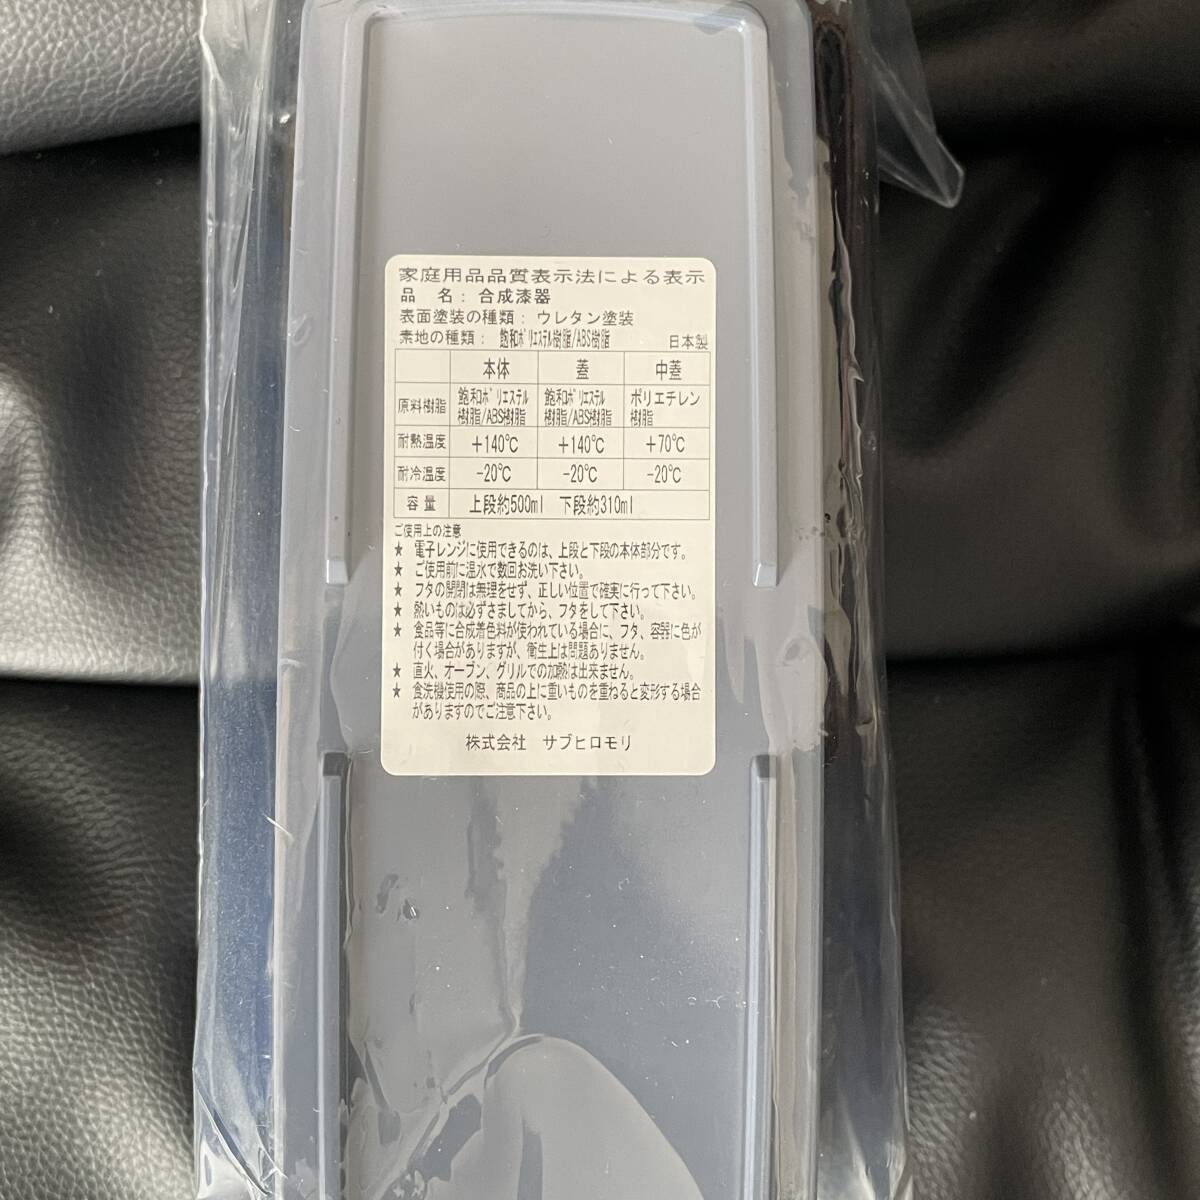 家庭用品品質表示法による表示
品 名： 合成漆器
表面塗装の種類： ウレタン塗装
素地の種類： 飽和ポリエステル樹脂/ABS樹脂 日本製
本体 蓋 中蓋
原料樹脂 飽和ポリエステル樹脂/ABS樹脂 飽和ポリエステル樹脂/ABS樹脂 ポリエチレン樹脂
耐熱温度 +140℃ +140℃ +70℃
耐冷温度 -20℃ -20℃ -20℃
容量 上段約500ml 下段約310ml
ご使用上の注意
★ 電子レンジに使用できるのは、上段と下段の本体部分です。
★ ご使用前に温水で数回お洗い下さい。
★ フタの開閉は無理をせず、正しい位置で確実に行って下さい。
★ 熱いものは必ずさましてから、フタをして下さい。
★ 食品等に合成着色料が使われている場合に、フタ、容器に色が
付く場合がありますが、衛生上は問題ありません。
★ 直火、オーブン、グリルでの加熱は出来ません。
★ 食洗機使用の際、商品の上に重いものを重ねると変形する場合
がありますのでご注意下さい。
株式会社 サブヒロモリ